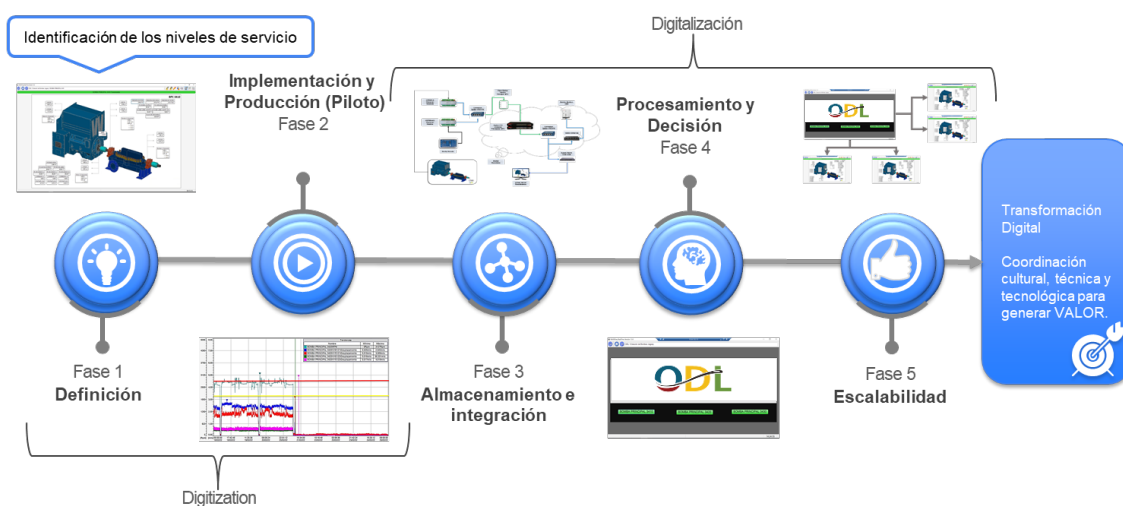 Identificación de los niveles de servicio
Digitalización
Implementación y
Producción (Piloto)
Fase 2
Procesamiento y
Decisión
Fase 4
ODL
Transformación
Digital
Coordinación
cultural, técnica y
tecnológica para
generar VALOR.
Fase 1
Definición
Fase 3
Almacenamiento e
integración
ODL
Fase 5
Escalabilidad
Digitization